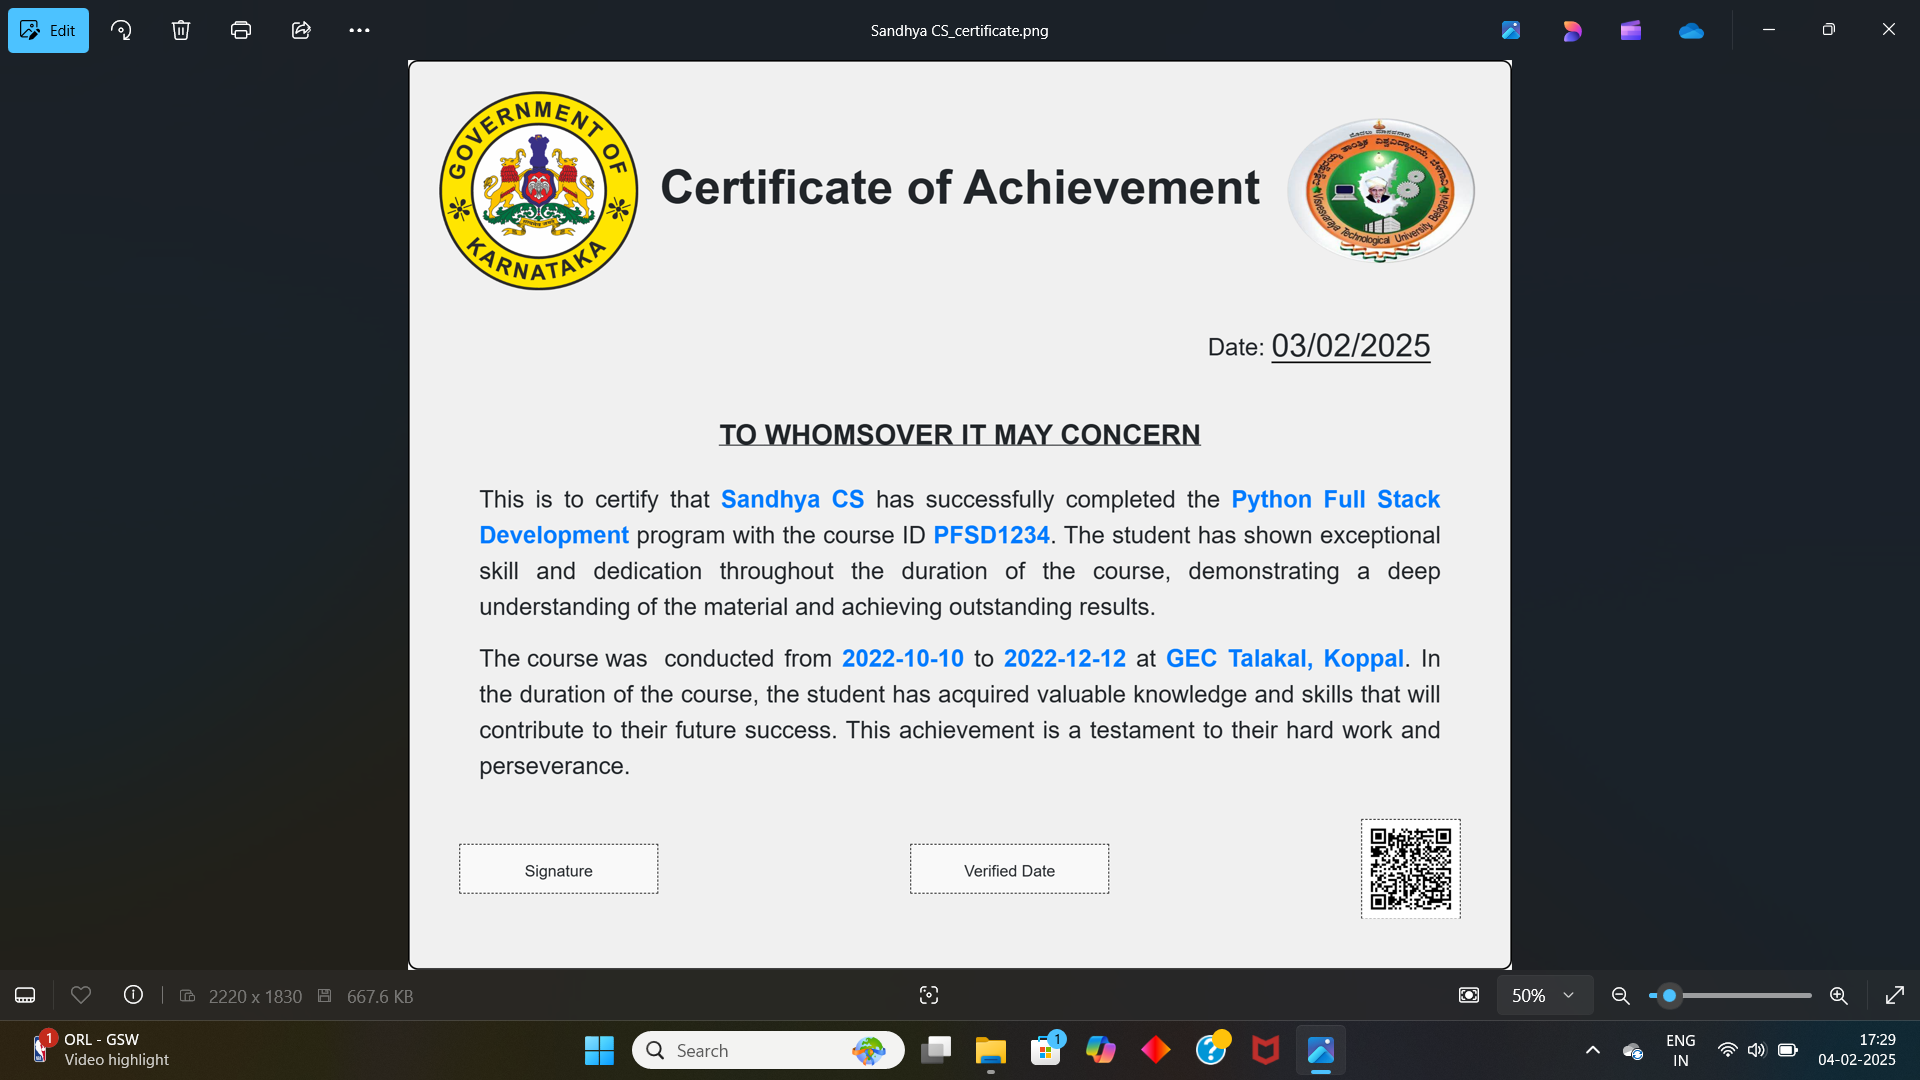 Edit
Sandhya CS_certificate.png
GOVERNMENT OF
KARNATAKA
Certificate of Achievement
ವಿಶ್ವೇಶ್ವರಯ್ಯ ತಾಂತ್ರಿಕ ವಿಶ್ವವಿದ್ಯಾಲಯ, ಬೆಳಗಾವಿ
Visvesvaraya Technological University, Belagavi
Date: 03/02/2025
TO WHOMSOVER IT MAY CONCERN
This is to certify that Sandhya CS has successfully completed the Python Full Stack
Development program with the course ID PFSD1234. The student has shown exceptional
skill and dedication throughout the duration of the course, demonstrating a deep
understanding of the material and achieving outstanding results.
The course was conducted from 2022-10-10 to 2022-12-12 at GEC Talakal, Koppal. In
the duration of the course, the student has acquired valuable knowledge and skills that will
contribute to their future success. This achievement is a testament to their hard work and
perseverance.
Signature
Verified Date
2220 x 1830
667.6 KB
50%
1
ORL - GSW
Video highlight
Search
1
ENG
IN
17:29
04-02-2025